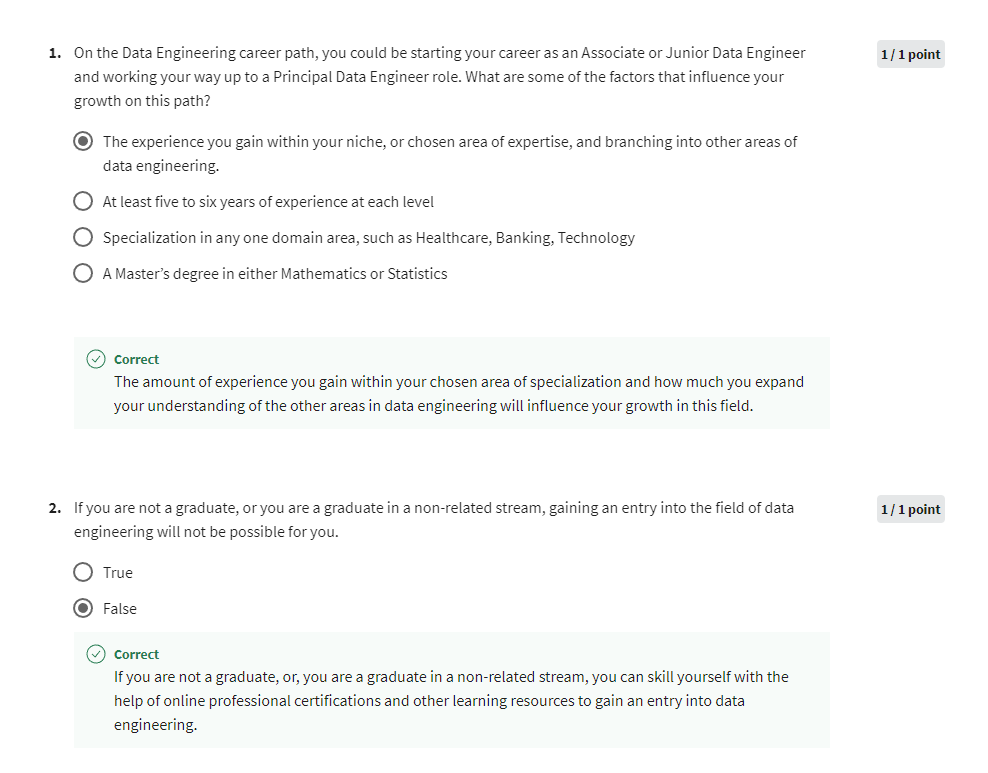 1. On the Data Engineering career path, you could be starting your career as an Associate or Junior Data Engineer
1 / 1 point
and working your way up to a Principal Data Engineer role. What are some of the factors that influence your
growth on this path?
The experience you gain within your niche, or chosen area of expertise, and branching into other areas of
data engineering.
At least five to six years of experience at each level
Specialization in any one domain area, such as Healthcare, Banking, Technology
A Master’s degree in either Mathematics or Statistics
Correct
The amount of experience you gain within your chosen area of specialization and how much you expand
your understanding of the other areas in data engineering will influence your growth in this field.
2. If you are not a graduate, or you are a graduate in a non-related stream, gaining an entry into the field of data
1 / 1 point
engineering will not be possible for you.
True
False
Correct
If you are not a graduate, or, you are a graduate in a non-related stream, you can skill yourself with the
help of online professional certifications and other learning resources to gain an entry into data
engineering.